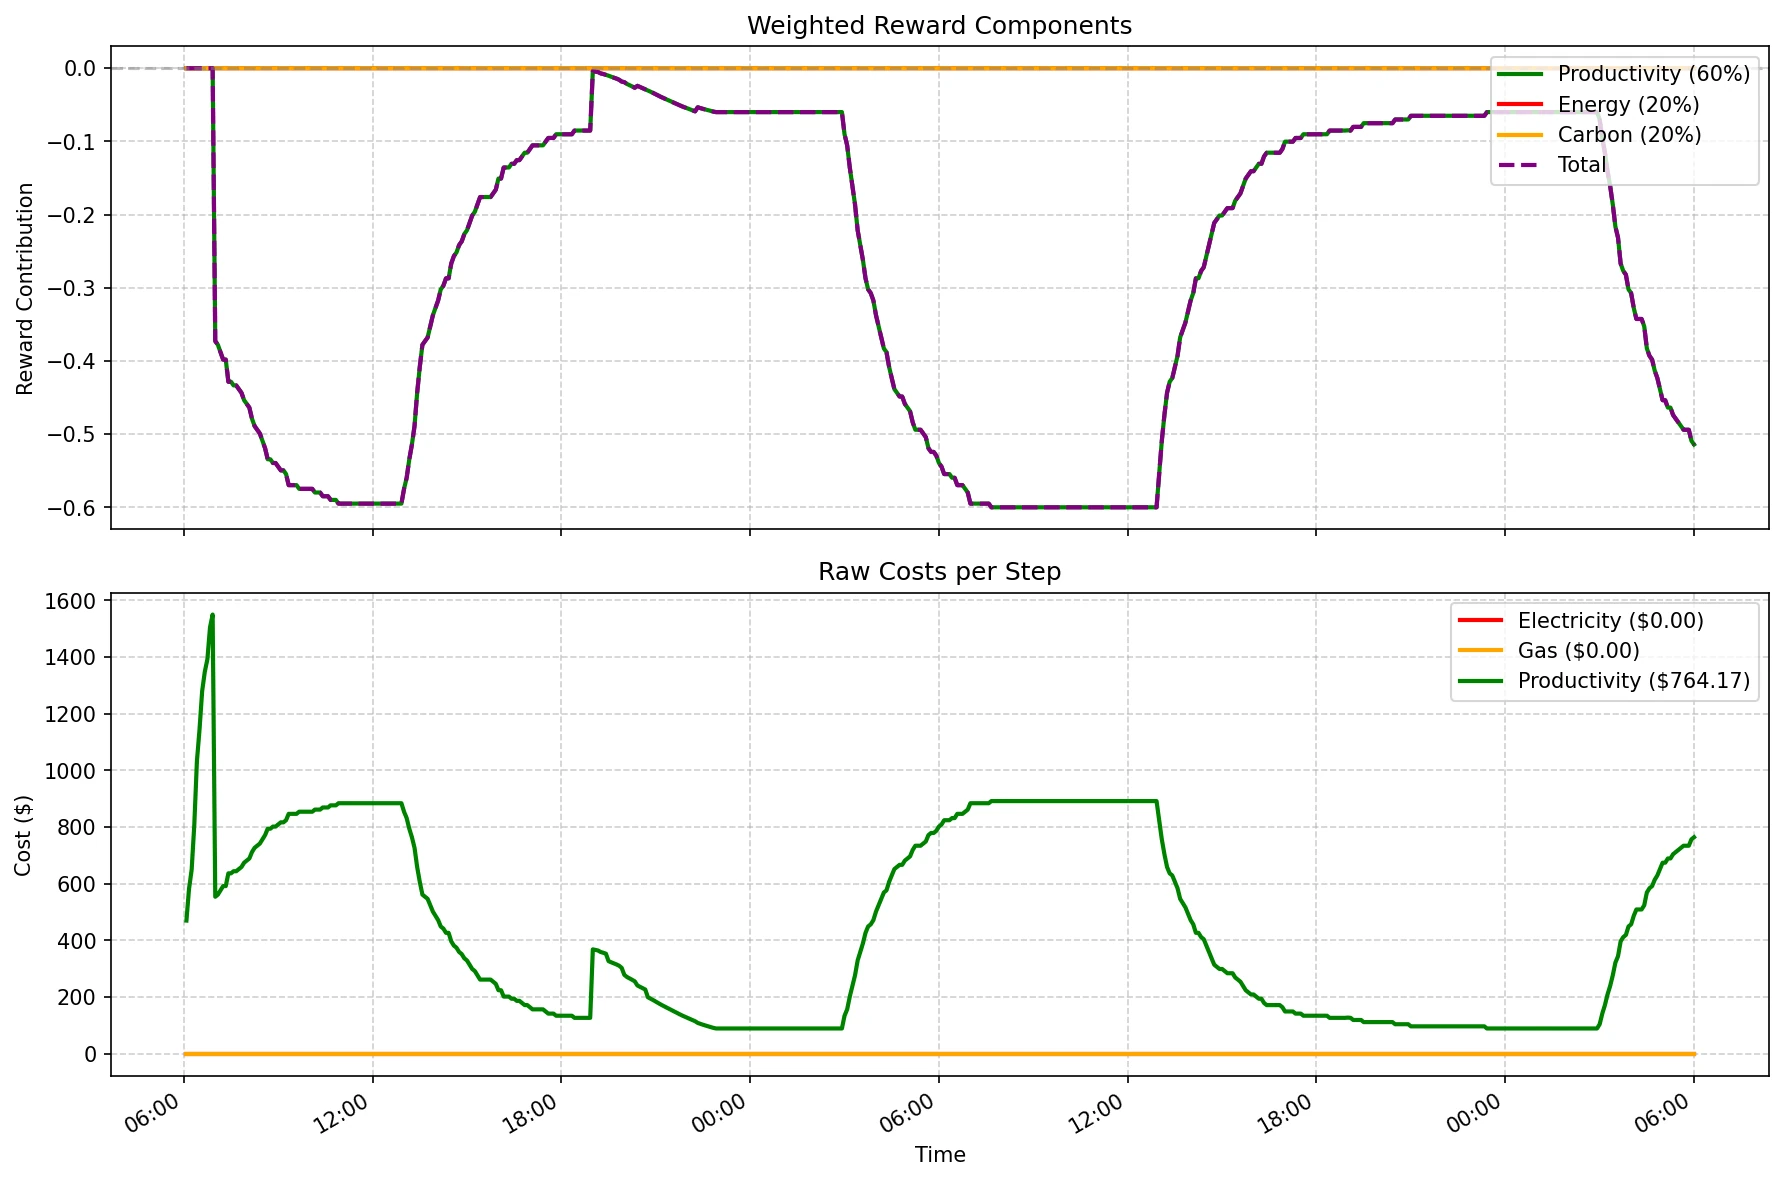 Weighted Reward Components
Reward Contribution
0.0
−0.1
−0.2
−0.3
−0.4
−0.5
−0.6
Productivity (60%)
Energy (20%)
Carbon (20%)
Total
Raw Costs per Step
Cost ($)
1600
1400
1200
1000
800
600
400
200
0
Electricity ($0.00)
Gas ($0.00)
Productivity ($764.17)
06:00 12:00 18:00 00:00 06:00 12:00 18:00 00:00 06:00
Time